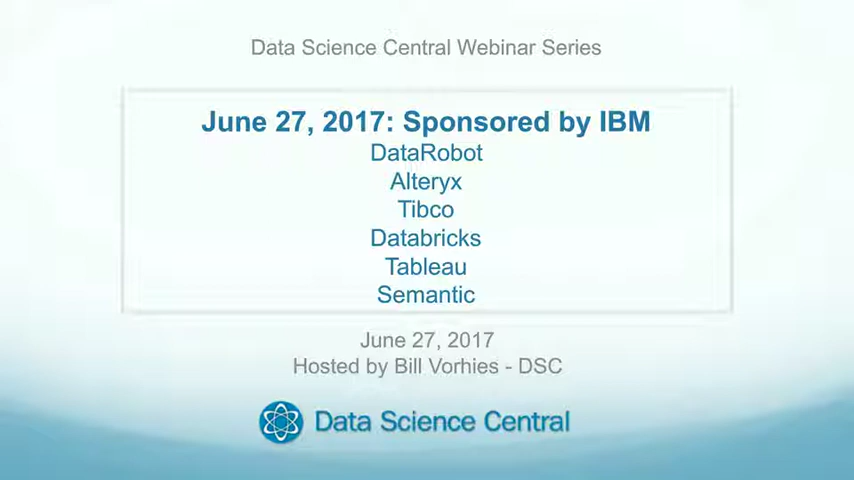 Data Science Central Webinar Series
June 27, 2017: Sponsored by IBM
DataRobot
Alteryx
Tibco
Databricks
Tableau
Semantic
June 27, 2017
Hosted by Bill Vorhies - DSC
Data Science Central